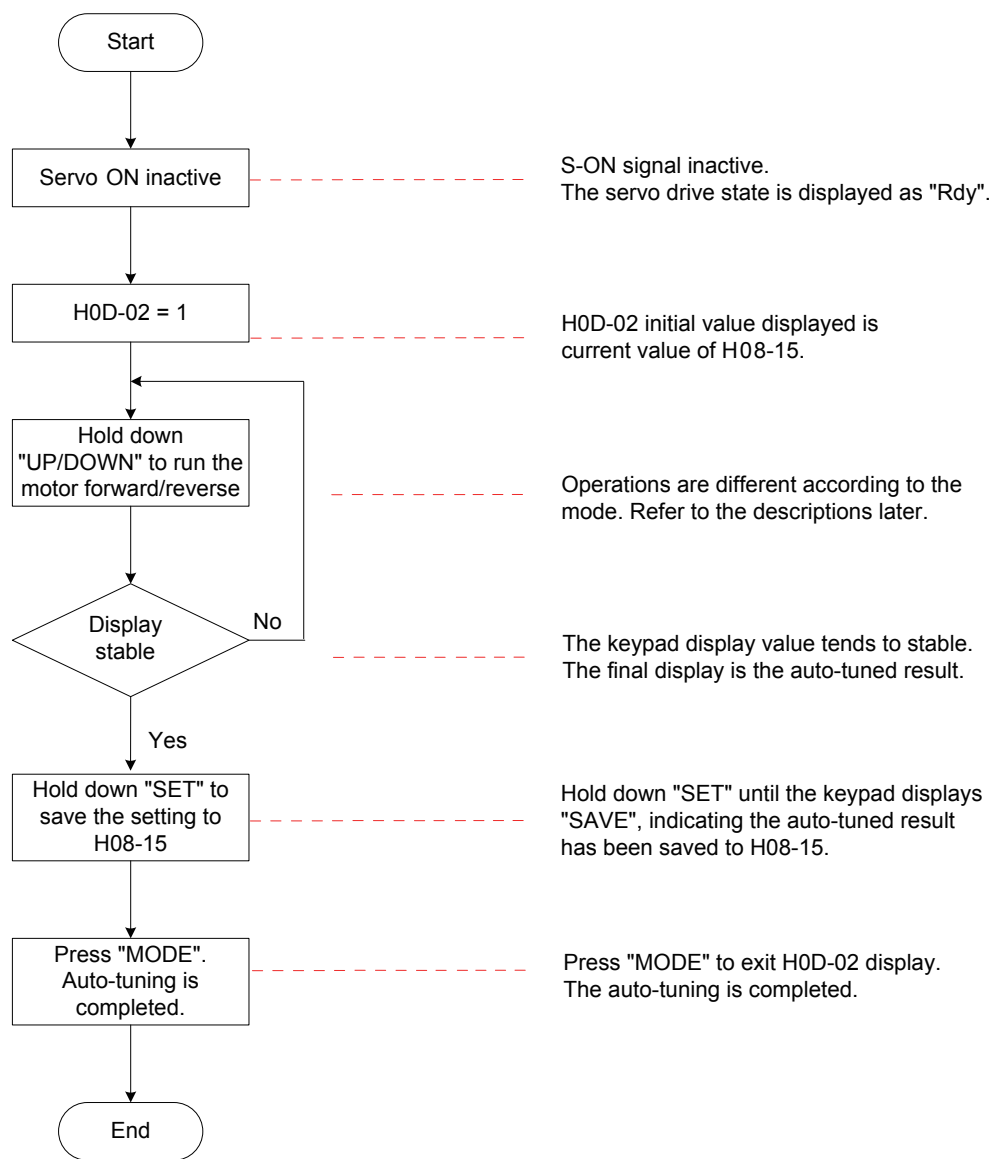 Start
Servo ON inactive
S-ON signal inactive.
The servo drive state is displayed as "Rdy".
H0D-02 = 1
H0D-02 initial value displayed is
current value of H08-15.
Hold down
"UP/DOWN" to run the
motor forward/reverse
Operations are different according to the
mode. Refer to the descriptions later.
Display
stable
No
The keypad display value tends to stable.
The final display is the auto-tuned result.
Yes
Hold down "SET" to
save the setting to
H08-15
Hold down "SET" until the keypad displays
"SAVE", indicating the auto-tuned result
has been saved to H08-15.
Press "MODE".
Auto-tuning is
completed.
Press "MODE" to exit H0D-02 display.
The auto-tuning is completed.
End